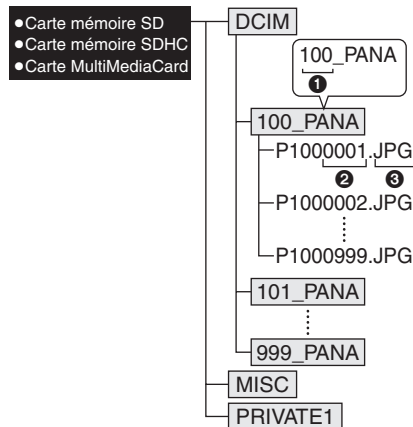 ●Carte mémoire SD
●Carte mémoire SDHC
●Carte MultiMediaCard
DCIM
100_PANA
❶
100_PANA
P1000001.JPG
❷ ❸
P1000002.JPG
P1000999.JPG
101_PANA
999_PANA
MISC
PRIVATE1